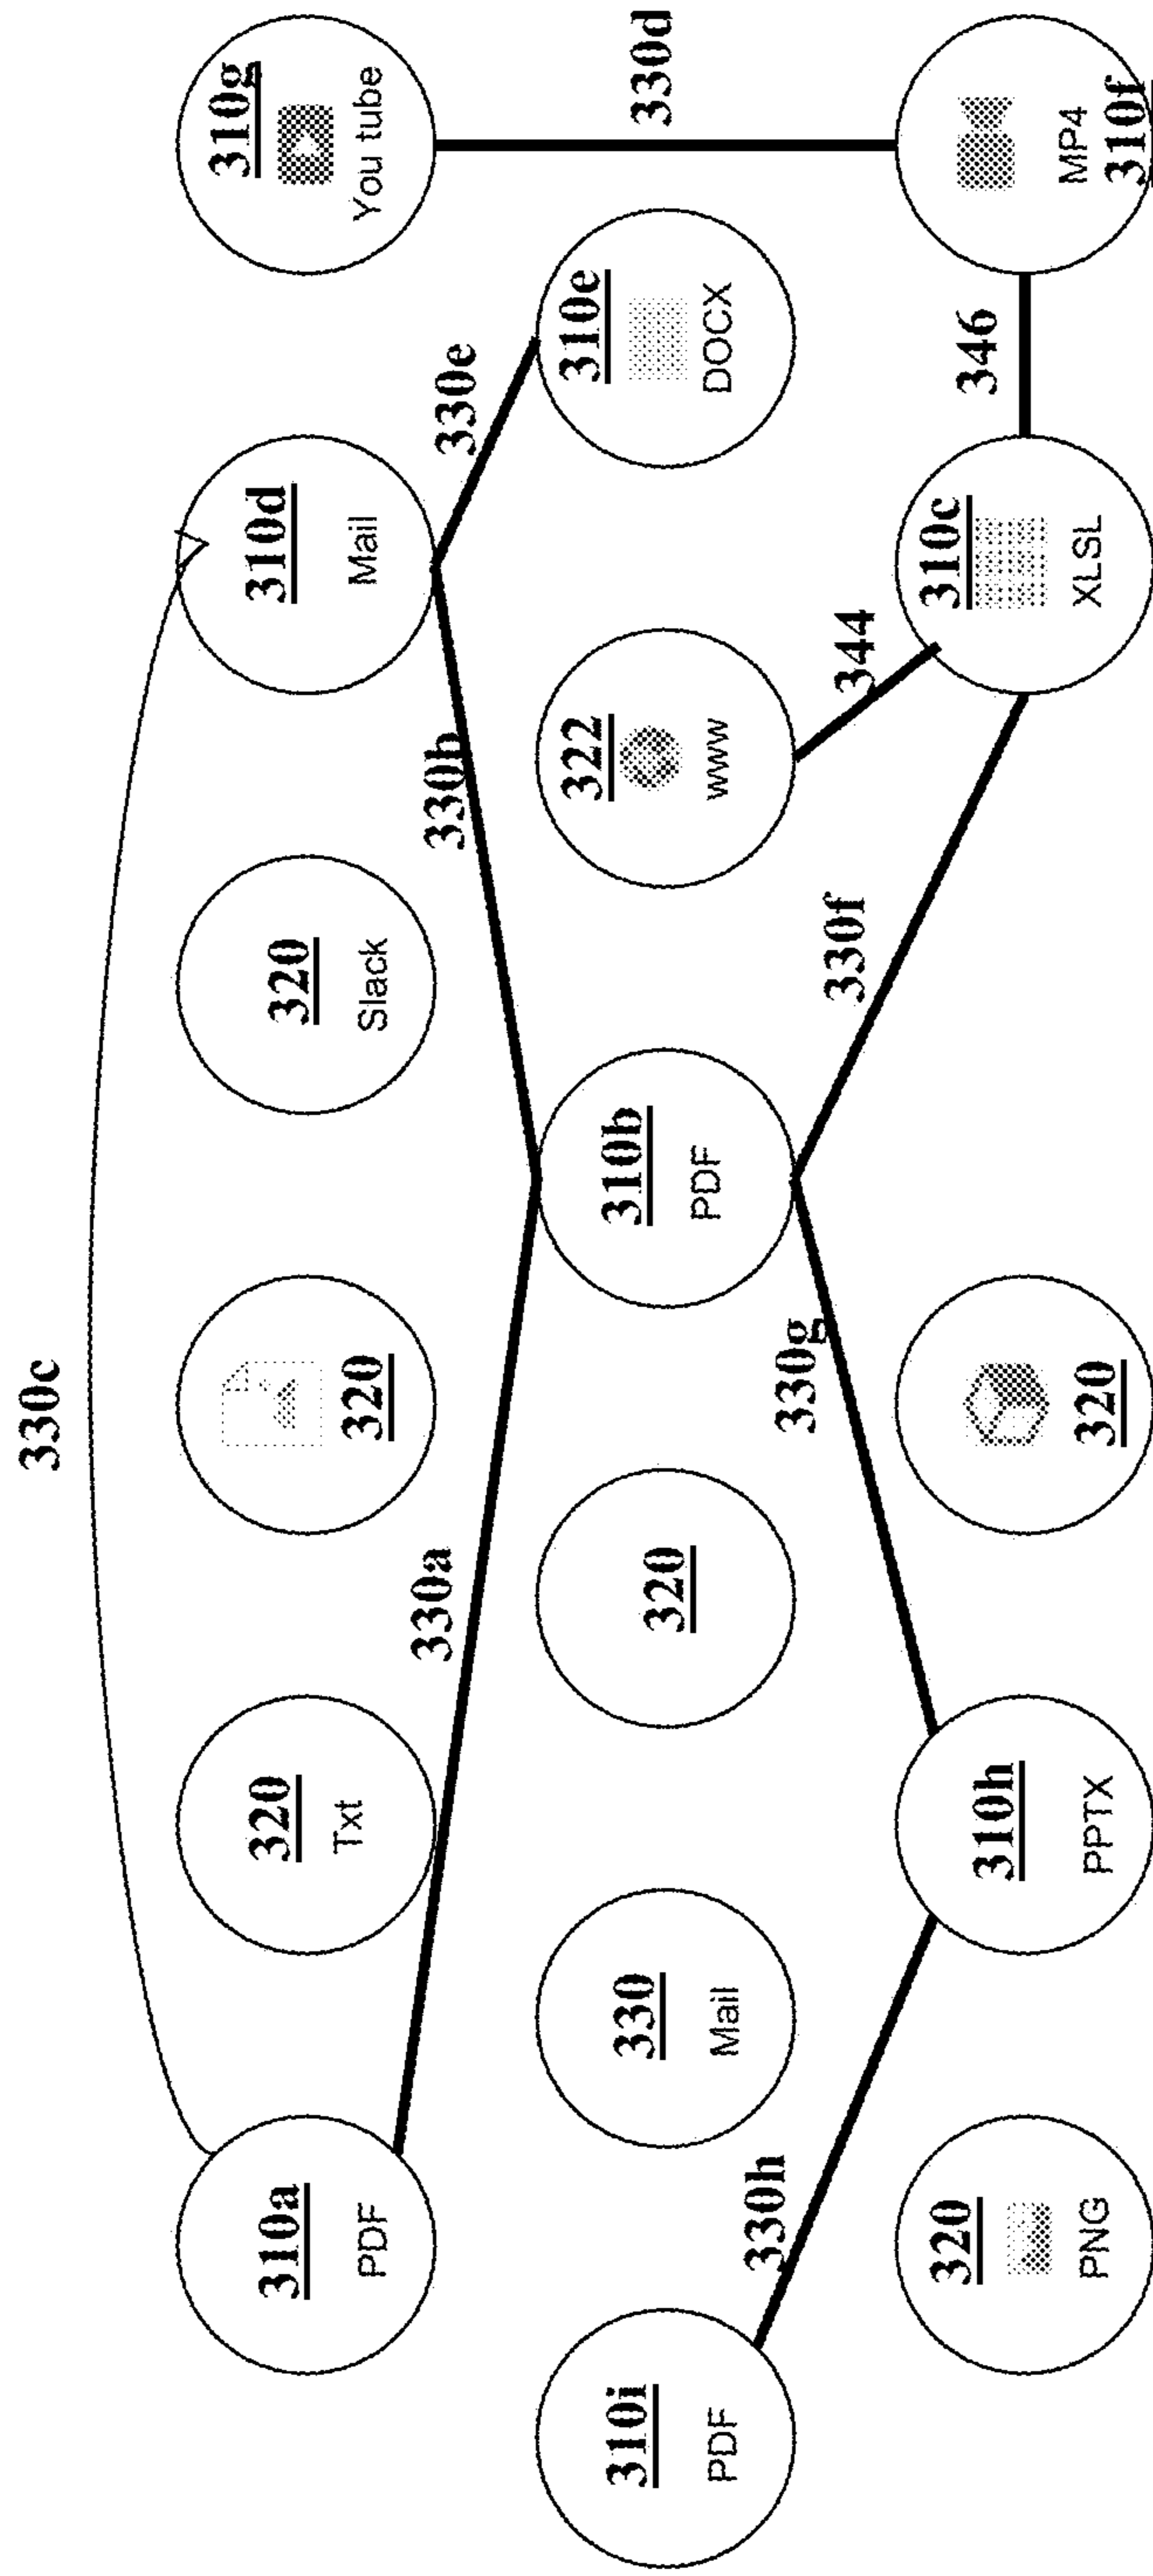 330c
310a
PDF
320
Txt
320
320
Slack
310d
Mail
310g
You tube
330a
330b
330e
330d
310i
PDF
330
Mail
320
310b
PDF
322
www
310e
DOCX
330h
330g
330f
344
346
320
PNG
310h
PPTX
320
310c
XLSL
MP4
310f